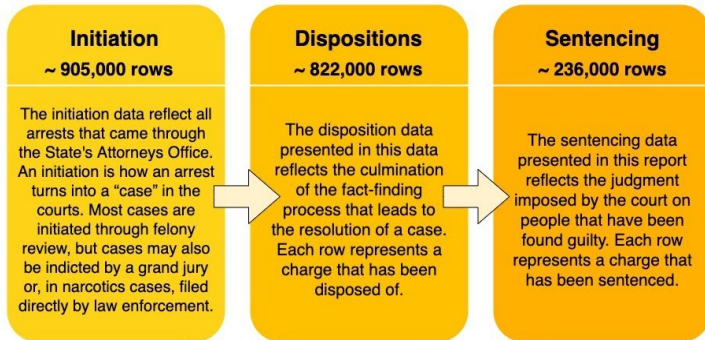 Initiation
~ 905,000 rows
The initiation data reflect all
arrests that came through
the State's Attorneys Office.
An initiation is how an arrest
turns into a “case” in the
courts. Most cases are
initiated through felony
review, but cases may also
be indicted by a grand jury
or, in narcotics cases, filed
directly by law enforcement.
Dispositions
~ 822,000 rows
The disposition data
presented in this data
reflects the culmination
of the fact-finding
process that leads to
the resolution of a case.
Each row represents a
charge that has been
disposed of.
Sentencing
~ 236,000 rows
The sentencing data
presented in this report
reflects the judgment
imposed by the court on
people that have been
found guilty. Each row
represents a charge that
has been sentenced.